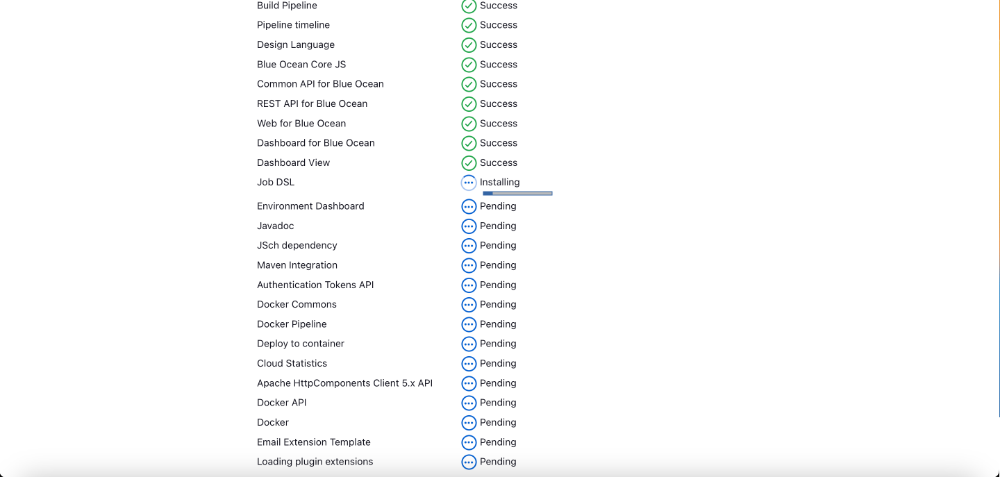 Build Pipeline Success
Pipeline timeline Success
Design Language Success
Blue Ocean Core JS Success
Common API for Blue Ocean Success
REST API for Blue Ocean Success
Web for Blue Ocean Success
Dashboard for Blue Ocean Success
Dashboard View Success
Job DSL Installing
Environment Dashboard Pending
Javadoc Pending
JSch dependency Pending
Maven Integration Pending
Authentication Tokens API Pending
Docker Commons Pending
Docker Pipeline Pending
Deploy to container Pending
Cloud Statistics Pending
Apache HttpComponents Client 5.x API Pending
Docker API Pending
Docker Pending
Email Extension Template Pending
Loading plugin extensions Pending